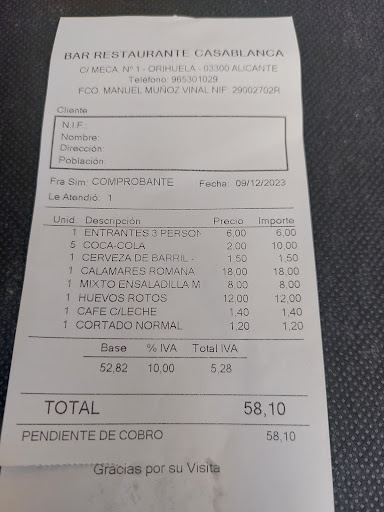 BAR RESTAURANTE CASABLANCA
C/ MECA, Nº 1 - ORIHUELA - 03300 ALICANTE
Teléfono: 965301029
FCO. MANUEL MUÑOZ VINAL NIF: 29002702R
Cliente
N.I.F.:
Nombre:
Dirección:
Población:
Fra Sim: COMPROBANTE Fecha: 09/12/2023
Le Atendió: 1
Unid. Descripción Precio Importe
1 ENTRANTES 3 PERSON 6,00 6,00
5 COCA-COLA 2,00 10,00
1 CERVEZA DE BARRIL - 1,50 1,50
1 CALAMARES ROMANA 18,00 18,00
1 MIXTO ENSALADILLA M 8,00 8,00
1 HUEVOS ROTOS 12,00 12,00
1 CAFE C/LECHE 1,40 1,40
1 CORTADO NORMAL 1,20 1,20
Base % IVA Total IVA
52,82 10,00 5,28
TOTAL 58,10
PENDIENTE DE COBRO 58,10
Gracias por su Visita